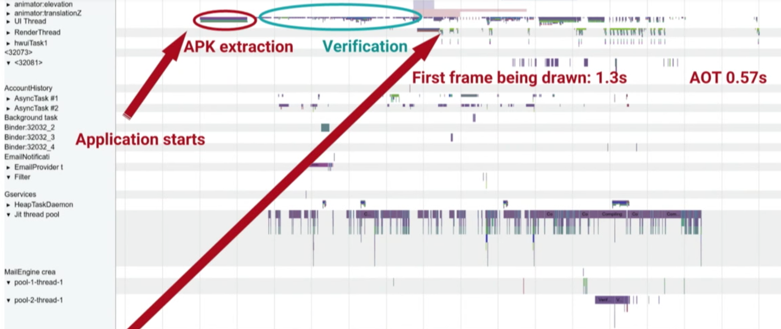 animator:elevation
animator:translationZ
UI Thread
RenderThread
hwuiTask1
<32073>
<32081>
AccountHistory
AsyncTask #1
AsyncTask #2
Background task
Binder:32032_2
Binder:32032_3
Binder:32032_4
EmailNotificati
EmailProvider t
Filter
Gservices
HeapTaskDaemon
Jit thread pool
MailEngine crea
pool-1-thread-1
pool-2-thread-1
APK extraction
Verification
First frame being drawn: 1.3s
AOT 0.57s
Application starts